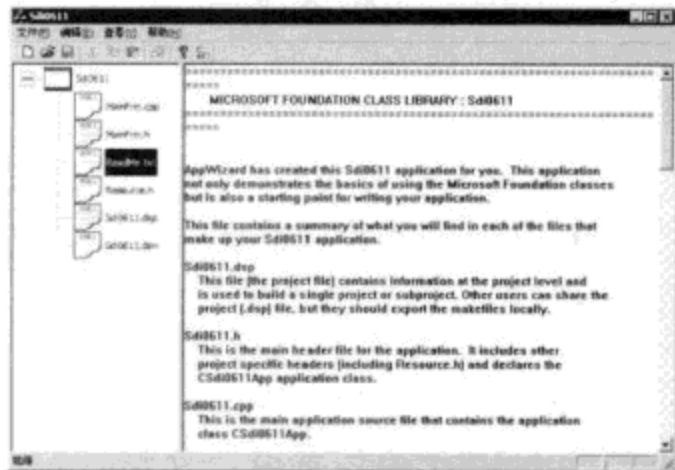 Sdi0611
文件(F) 编辑(E) 查看(V) 帮助(H)
Sdi0611
MainFrm.cpp
MainFrm.h
ReadMe.txt
Resource.h
Sdi0611.dsp
========================================================================
MICROSOFT FOUNDATION CLASS LIBRARY : Sdi0611
========================================================================
AppWizard has created this Sdi0611 application for you. This application
not only demonstrates the basics of using the Microsoft Foundation classes
but is also a starting point for writing your application.
This file contains a summary of what you will find in each of the files that
make up your Sdi0611 application.
Sdi0611.dsp
This file (the project file) contains information at the project level and
is used to build a single project or subproject. Other users can share the
project (.dsp) file, but they should export the makefiles locally.
Sdi0611.h
This is the main header file for the application. It includes other
project specific headers (including Resource.h) and declares the
CSdi0611App application class.
Sdi0611.cpp
This is the main application source file that contains the application
class CSdi0611App.
就绪